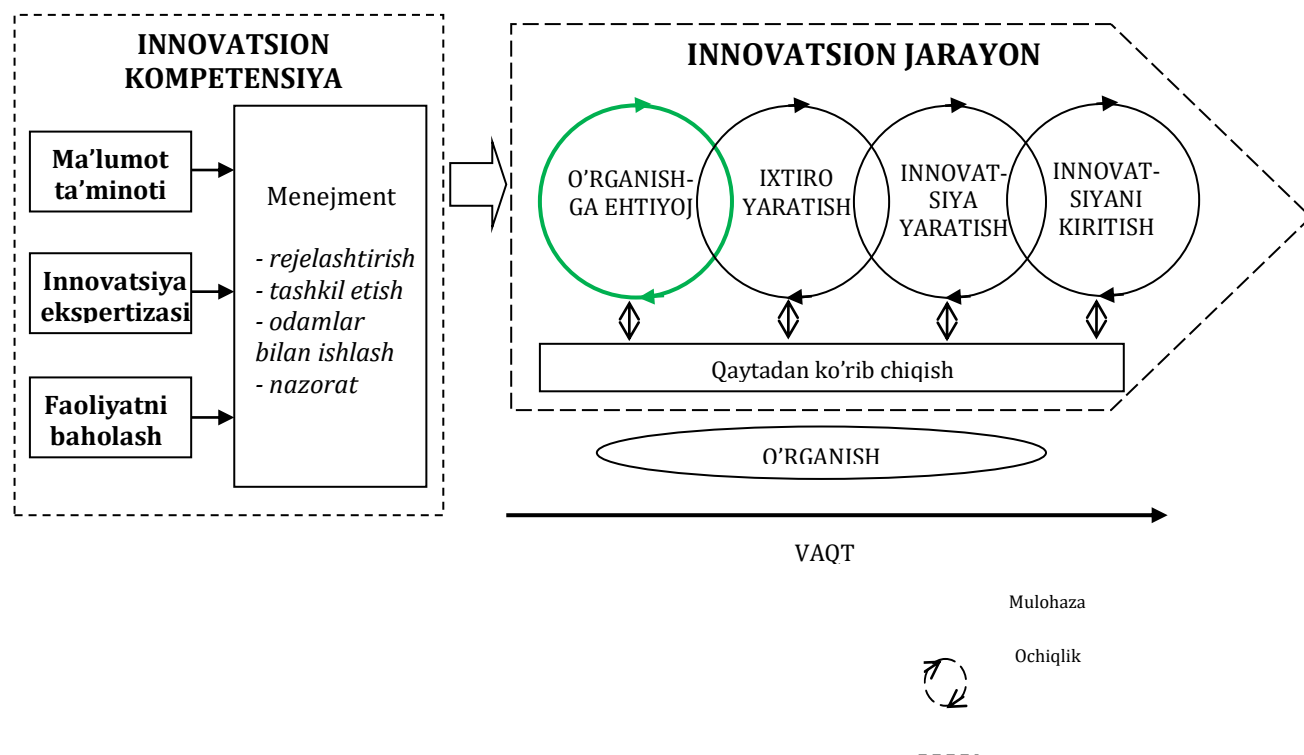 INNOVATSION
KOMPETENSIYA
Ma’lumot
ta’minoti
Innovatsiya
ekspertizasi
Faoliyatni
baholash
Menejment
- rejelashtirish
- tashkil etish
- odamlar
bilan ishlash
- nazorat
INNOVATSION JARAYON
O’RGANISH-
GA EHTIYOJ
IXTIRO
YARATISH
INNOVAT-
SIYA
YARATISH
INNOVAT-
SIYANI
KIRITISH
Qaytadan ko’rib chiqish
O’RGANISH
VAQT
Mulohaza
Ochiqlik